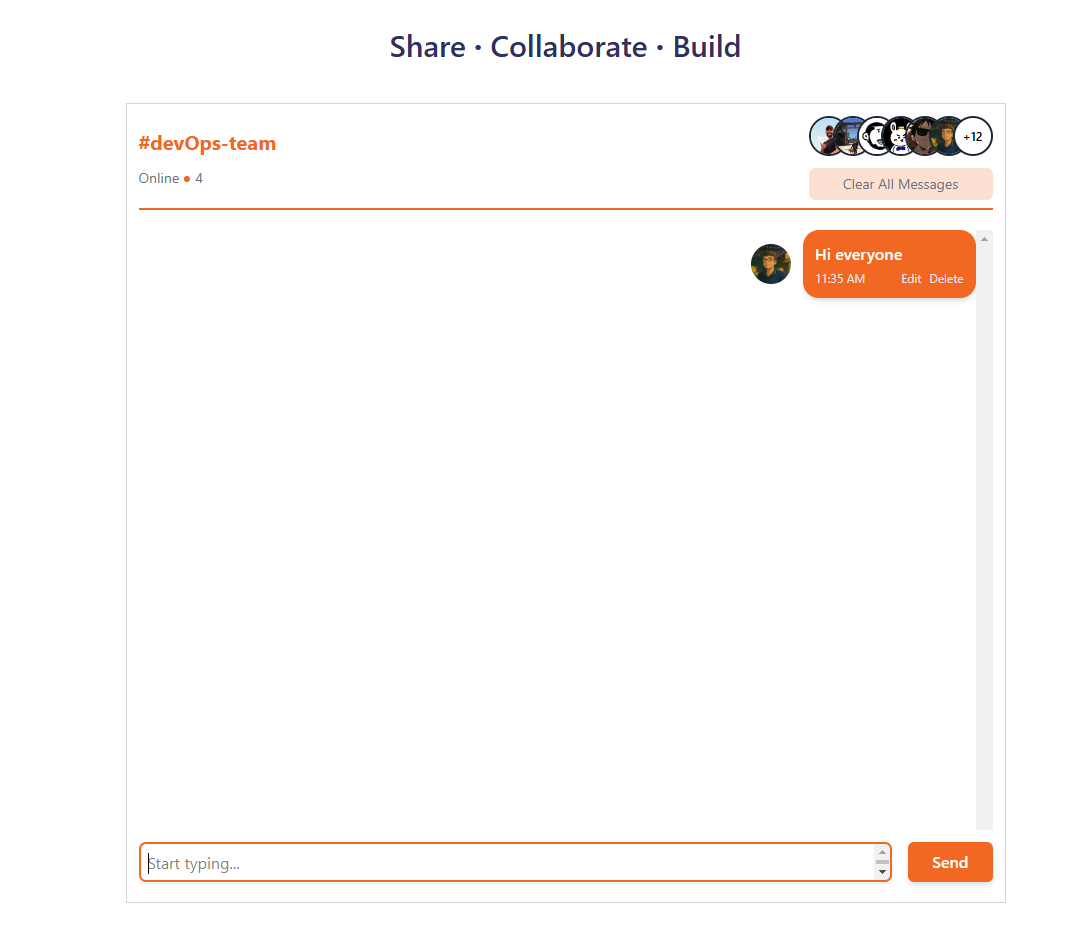 Share • Collaborate • Build
#devOps-team
+12
Online ● 4
Clear All Messages
Hi everyone
11:35 AM Edit Delete
Start typing...
Send